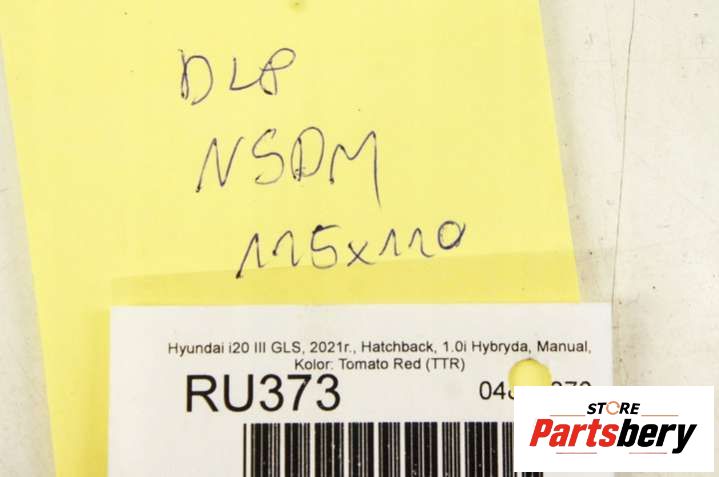 DLP
NSDM
115x110
Hyundai i20 III GLS, 2021r., Hatchback, 1.0i Hybryda, Manual,
Kolor: Tomato Red (TTR)
RU373
STORE
Partsbery